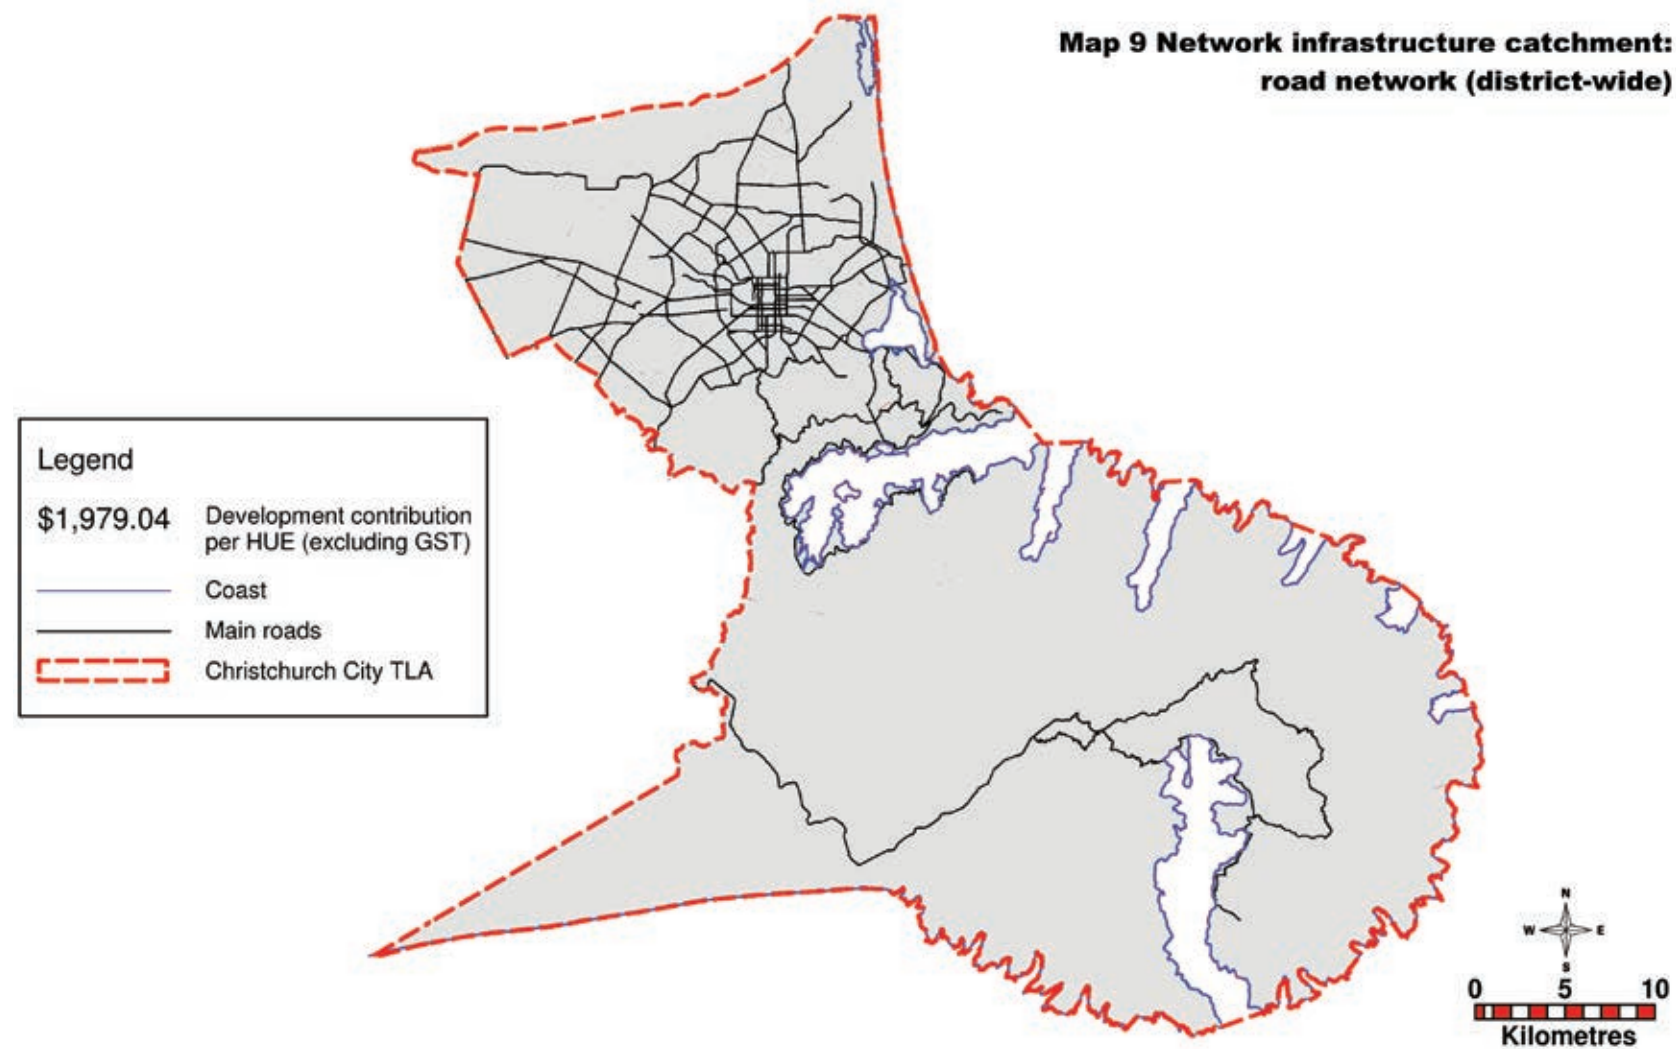 Map 9 Network infrastructure catchment:
road network (district-wide)
Legend
$1,979.04 Development contribution
per HUE (excluding GST)
Coast
Main roads
Christchurch City TLA
N
W E
S
0 5 10
Kilometres